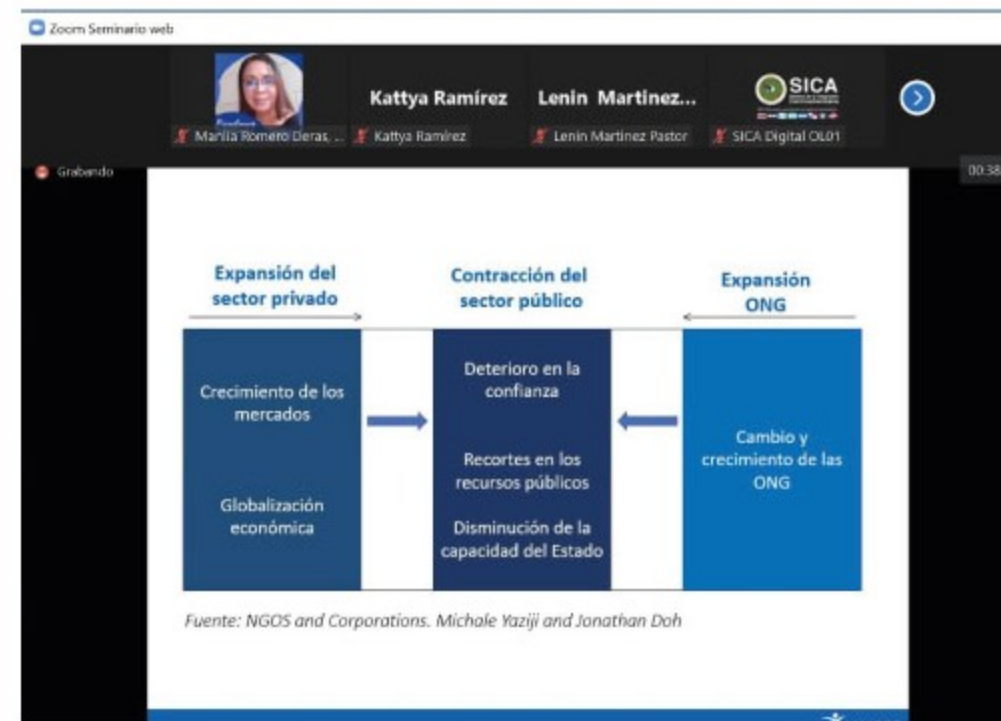 Zoom Seminario web
Kattya Ramírez
Lenin Martinez...
SICA
Marilia Romero Deras, ...
Kattya Ramírez
Lenin Martinez Pastor
SICA Digital OL01
Grabando
00:38
Expansión del
sector privado
Contracción del
sector público
Expansión
ONG
Crecimiento de los
mercados
Globalización
económica
Deterioro en la
confianza
Recortes en los
recursos públicos
Disminución de la
capacidad del Estado
Cambio y
crecimiento de las
ONG
Fuente: NGOS and Corporations. Michale Yaziji and Jonathan Doh